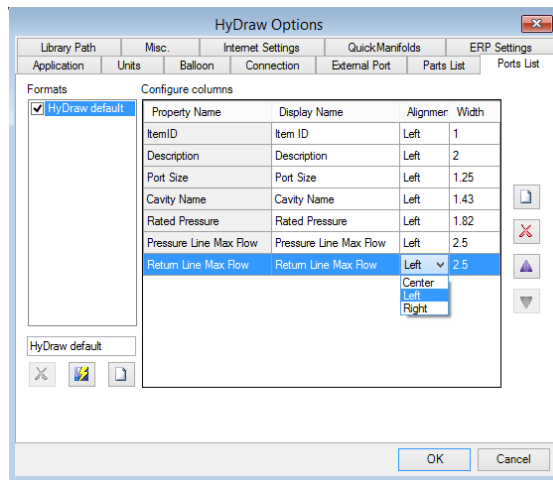 HyDraw Options
Library Path Misc. Internet Settings QuickManifolds ERP Settings
Application Units Balloon Connection External Port Parts List Ports List
Formats Configure columns
HyDraw default
Property Name Display Name Alignmer Width
ItemID Item ID Left 1
Description Description Left 2
Port Size Port Size Left 1.25
Cavity Name Cavity Name Left 1.43
Rated Pressure Rated Pressure Left 1.82
Pressure Line Max Flow Pressure Line Max Flow Left 2.5
Return Line Max Flow Return Line Max Flow Left 2.5
Center
Left
Right
HyDraw default
OK Cancel